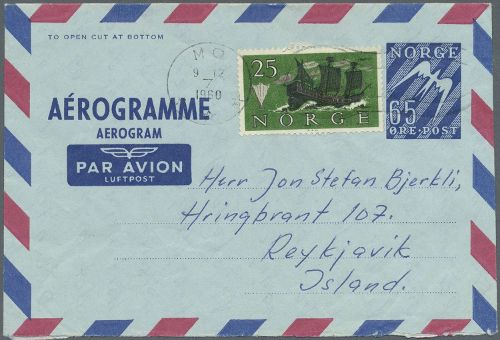 TO OPEN CUT AT BOTTOM
MO
9 12
1960
25
NORGE
NORGE
65
ØRE·POST
AÉROGRAMME
AEROGRAM
PAR AVION
LUFTPOST
Herr Jon Stefan Bjerkli,
Hringbrant 107.
Reykjavik
Island.